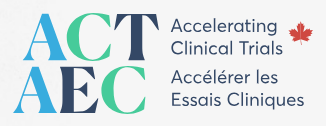 ACT
AEC
Accelerating
Clinical Trials
Accélérer les
Essais Cliniques